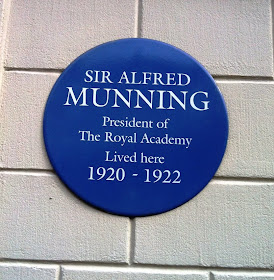 SIR ALFRED
MUNNING
President of
The Royal Academy
Lived here
1920 - 1922